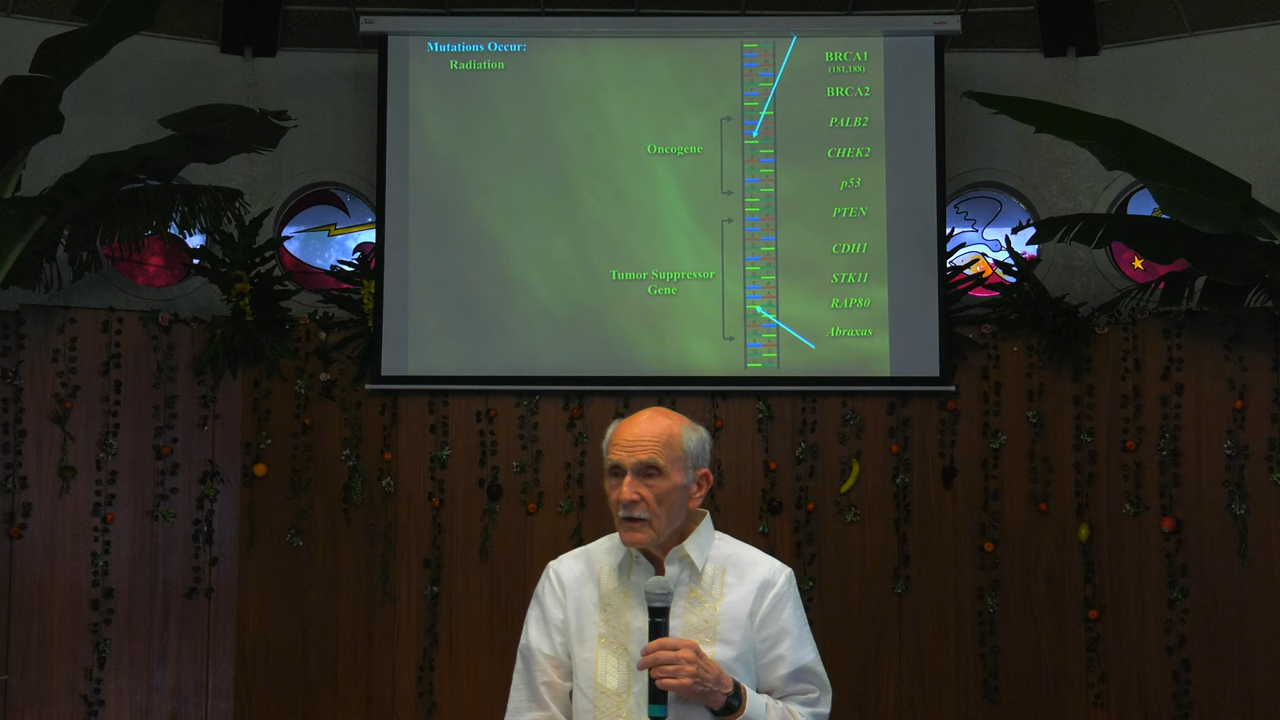 Mutations Occur:
Radiation
Oncogene
Tumor Suppressor
Gene
BRCA1
(181,188)
BRCA2
PALB2
CHEK2
p53
PTEN
CDH1
STK11
RAP80
Abraxas